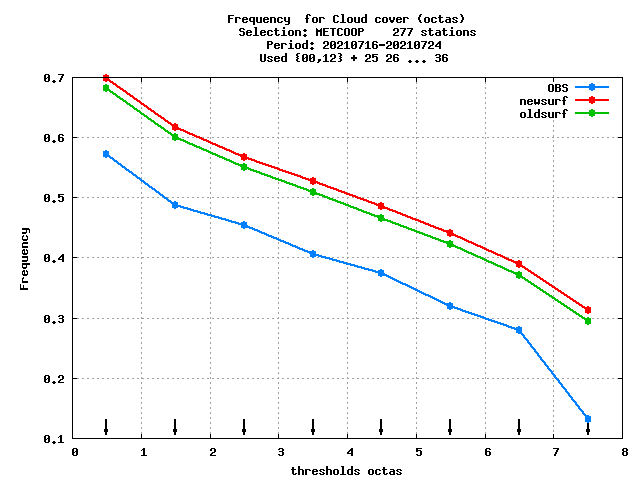 Frequency  for Cloud cover (octas)
Selection: METCOOP    277 stations
Period: 20210716-20210724
Used {00,12} + 25 26 ... 36
OBS
newsurf
oldsurf
0.7
0.6
0.5
0.4
0.3
0.2
0.1
Frequency
0 1 2 3 4 5 6 7 8
thresholds octas